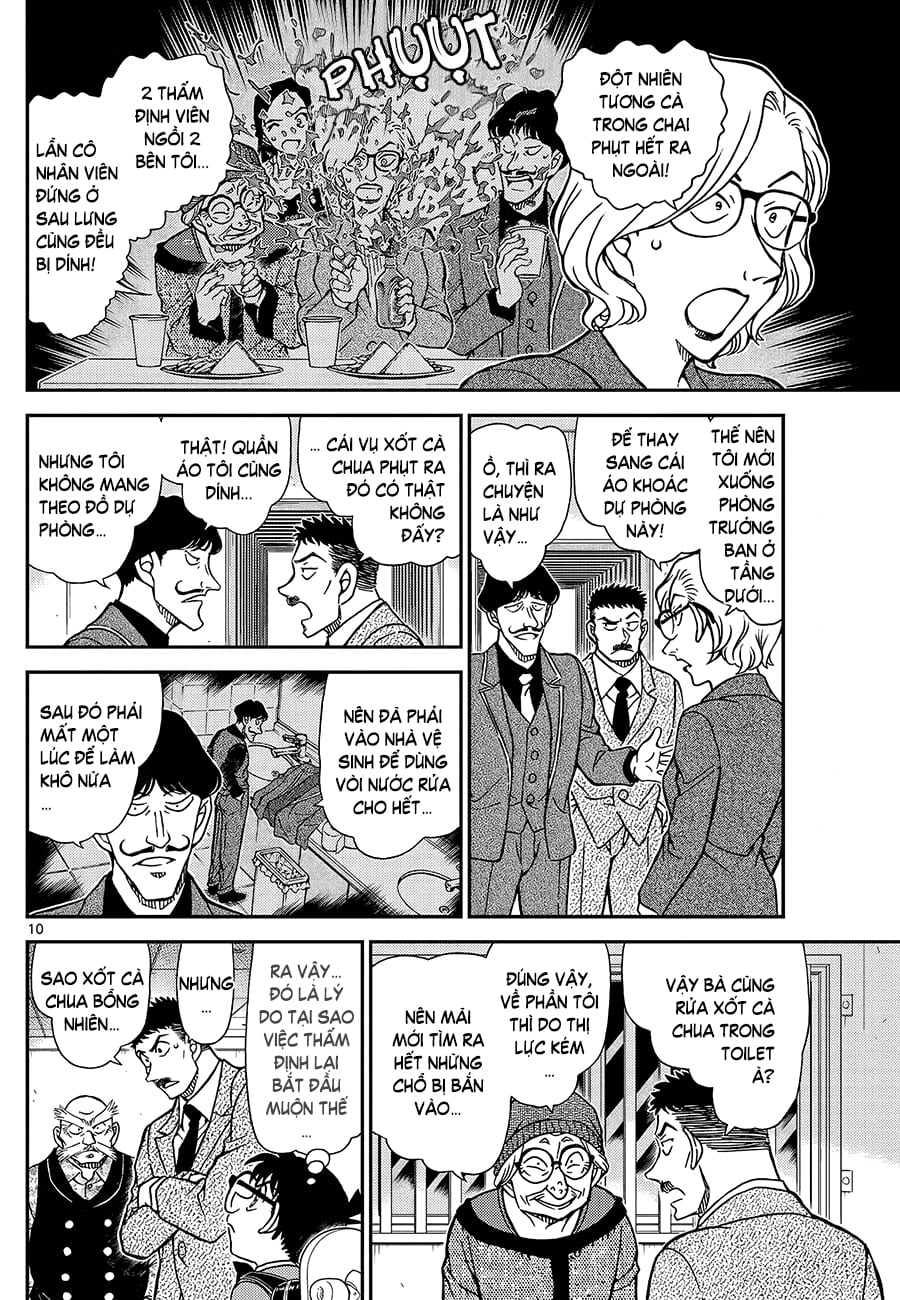 ĐỘT NHIÊN
TƯƠNG CÀ
TRONG CHAI
PHỤT HẾT RA
NGOÀI!
PHỤỤT
2 THẨM
ĐỊNH VIÊN
NGỒI 2
BÊN TÔI...
LẨN CÔ
NHÂN VIÊN
ĐỨNG Ở
SAU LƯNG
CŨNG ĐỀU
BỊ DÍNH!
THẾ NÊN
TÔI MỚI
XUỐNG
PHÒNG
TRƯỞNG
BAN Ở
TẦNG
DƯỚI...
ĐỂ THAY
SANG CÁI
ÁO KHOÁC
DỰ PHÒNG
NÀY!
Ồ, THÌ RA
CHUYỆN
LÀ NHƯ
VẬY...
... CÁI VỤ XỐT CÀ
CHUA PHỤT RA
ĐÓ CÓ THẬT
KHÔNG
ĐẤY?
THẬT! QUẦN
ÁO TÔI CŨNG
DÍNH...
NHƯNG TÔI
KHÔNG MANG
THEO ĐỒ DỰ
PHÒNG...
NÊN ĐÃ PHẢI
VÀO NHÀ VỆ
SINH ĐỂ DÙNG
VÒI NƯỚC RỬA
CHO HẾT...
SAU ĐÓ PHẢI
MẤT MỘT
LÚC ĐỂ LÀM
KHÔ NỮA
...
10
VẬY BÀ CŨNG
RỬA XỐT CÀ
CHUA TRONG
TOILET
À?
ĐÚNG VẬY,
VỀ PHẦN TÔI
THÌ DO THỊ
LỰC KÉM
...
NÊN MÃI
MỚI TÌM RA
HẾT NHỮNG
CHỖ BỊ BẮN
VÀO...
RA VẬY...
ĐÓ LÀ LÝ
DO TẠI SAO
VIỆC THẨM
ĐỊNH LẠI
BẮT ĐẦU
MUỘN THẾ
...
NHƯNG
...
SAO XỐT CÀ
CHUA BỔNG
NHIÊN...